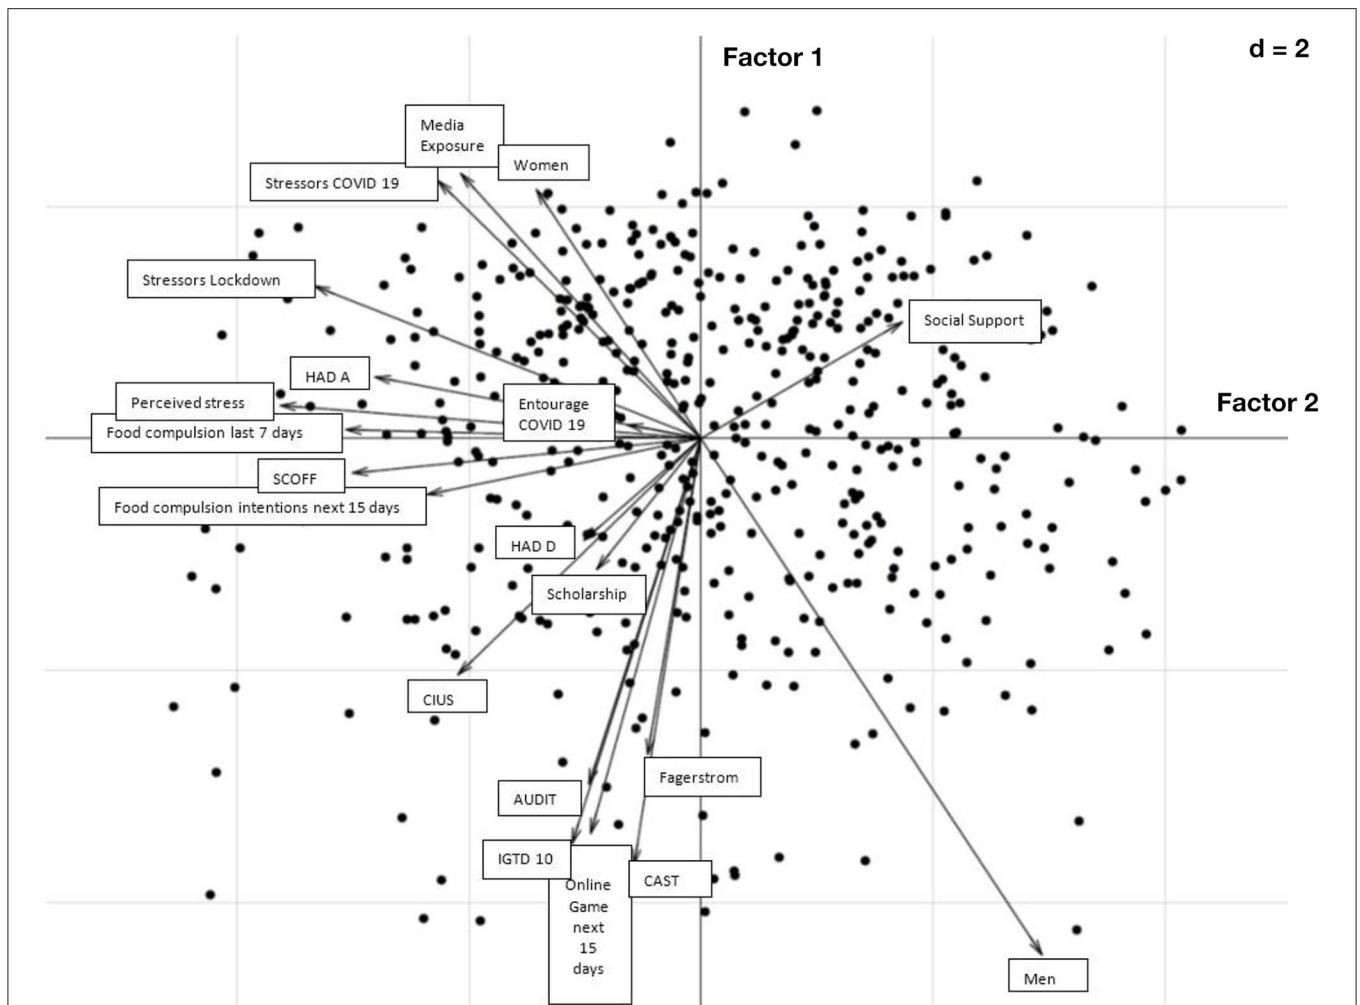 Factor 1
d = 2
Media
Exposure
Women
Stressors COVID 19
Stressors Lockdown
Social Support
HAD A
Perceived stress
Entourage
COVID 19
Factor 2
Food compulsion last 7 days
SCOFF
Food compulsion intentions next 15 days
HAD D
Scholarship
CIUS
Fagerstrom
AUDIT
IGTD 10
CAST
Online
Game
next
15
days
Men